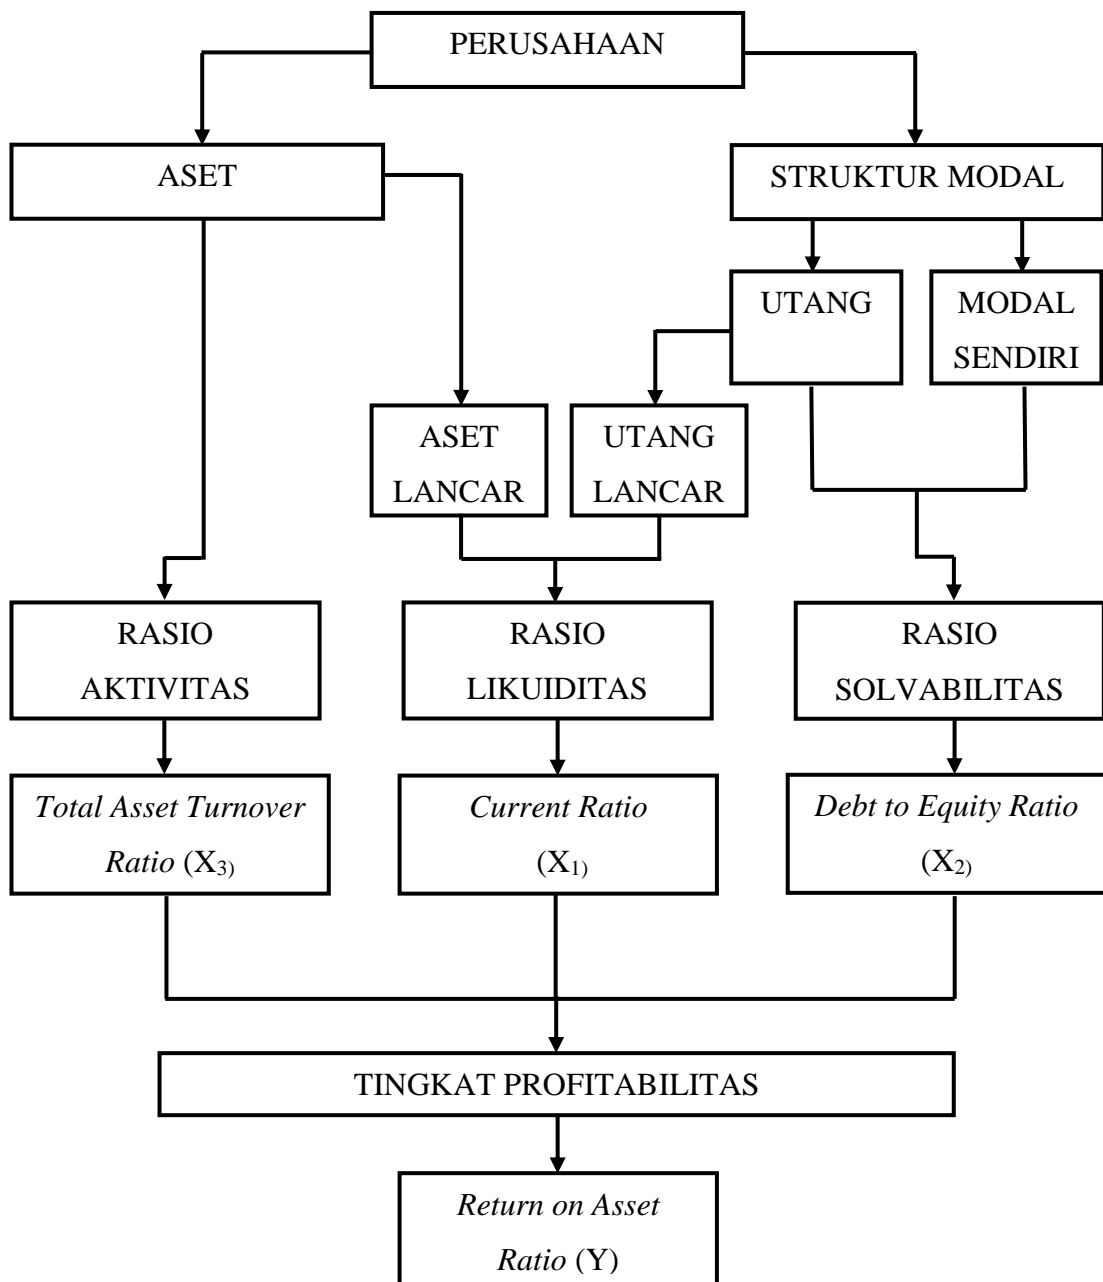 PERUSAHAAN
ASET
STRUKTUR MODAL
UTANG
MODAL
SENDIRI
ASET
LANCAR
UTANG
LANCAR
RASIO
AKTIVITAS
RASIO
LIKUIDITAS
RASIO
SOLVABILITAS
Total Asset Turnover
Ratio (X3)
Current Ratio
(X1)
Debt to Equity Ratio
(X2)
TINGKAT PROFITABILITAS
Return on Asset
Ratio (Y)